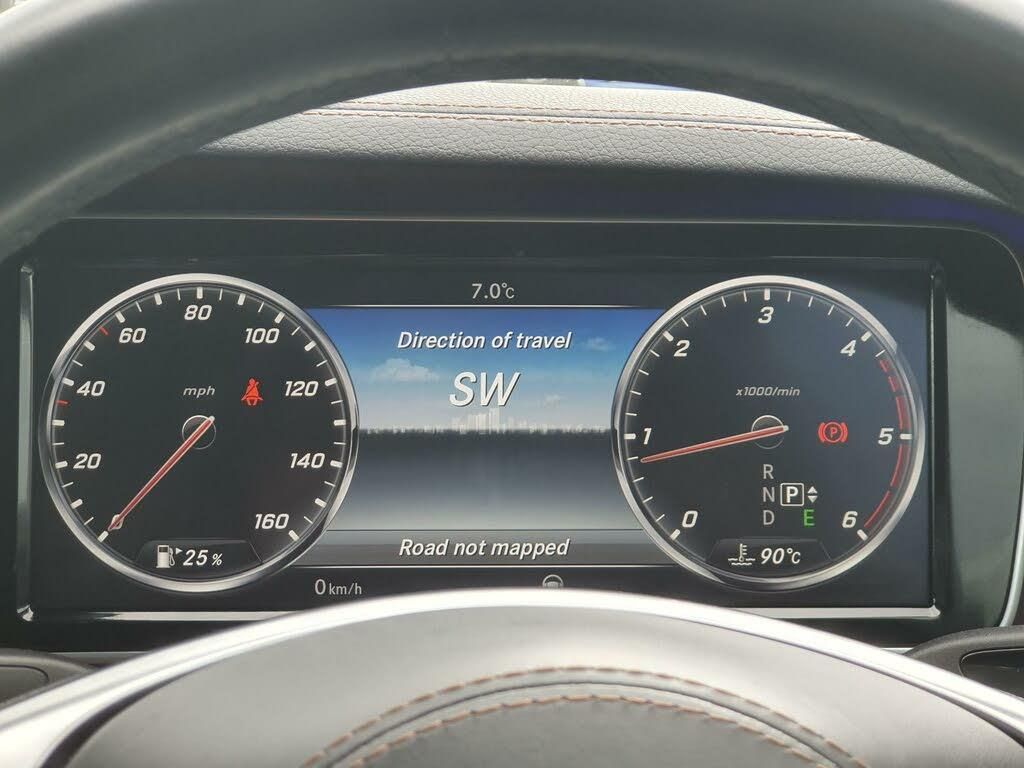 7.0°c
Direction of travel
SW
Road not mapped
0 km/h
20
40
60
80
100
120
140
160
mph
25 %
0
1
2
3
4
5
6
x1000/min
P
R
N P
D E
90°C